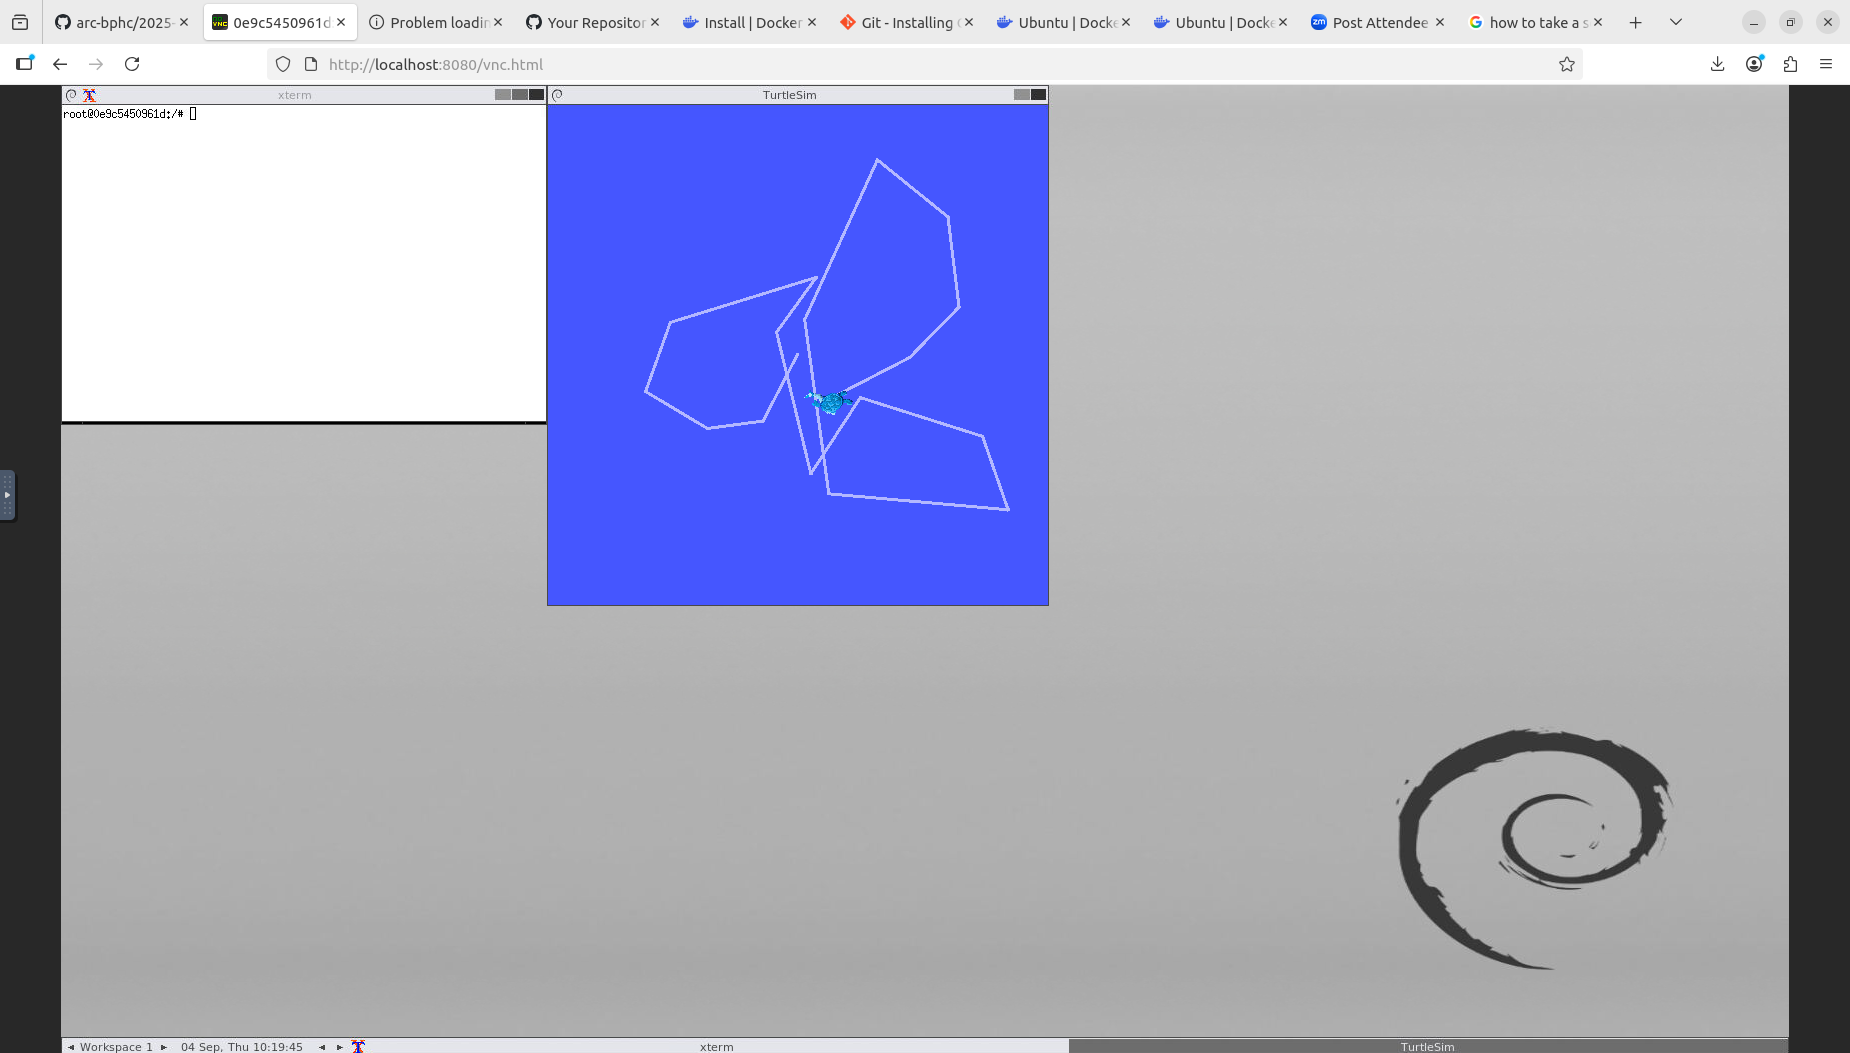 arc-bphc/2025-
0e9c5450961d
Problem loadin
Your Repositor
Install | Docker
Git - Installing
Ubuntu | Docke
Ubuntu | Docke
Post Attendee
how to take a s
http://localhost:8080/vnc.html
xterm
TurtleSim
root@0e9c5450961d:/#
Workspace 1
04 Sep, Thu 10:19:45
xterm
TurtleSim